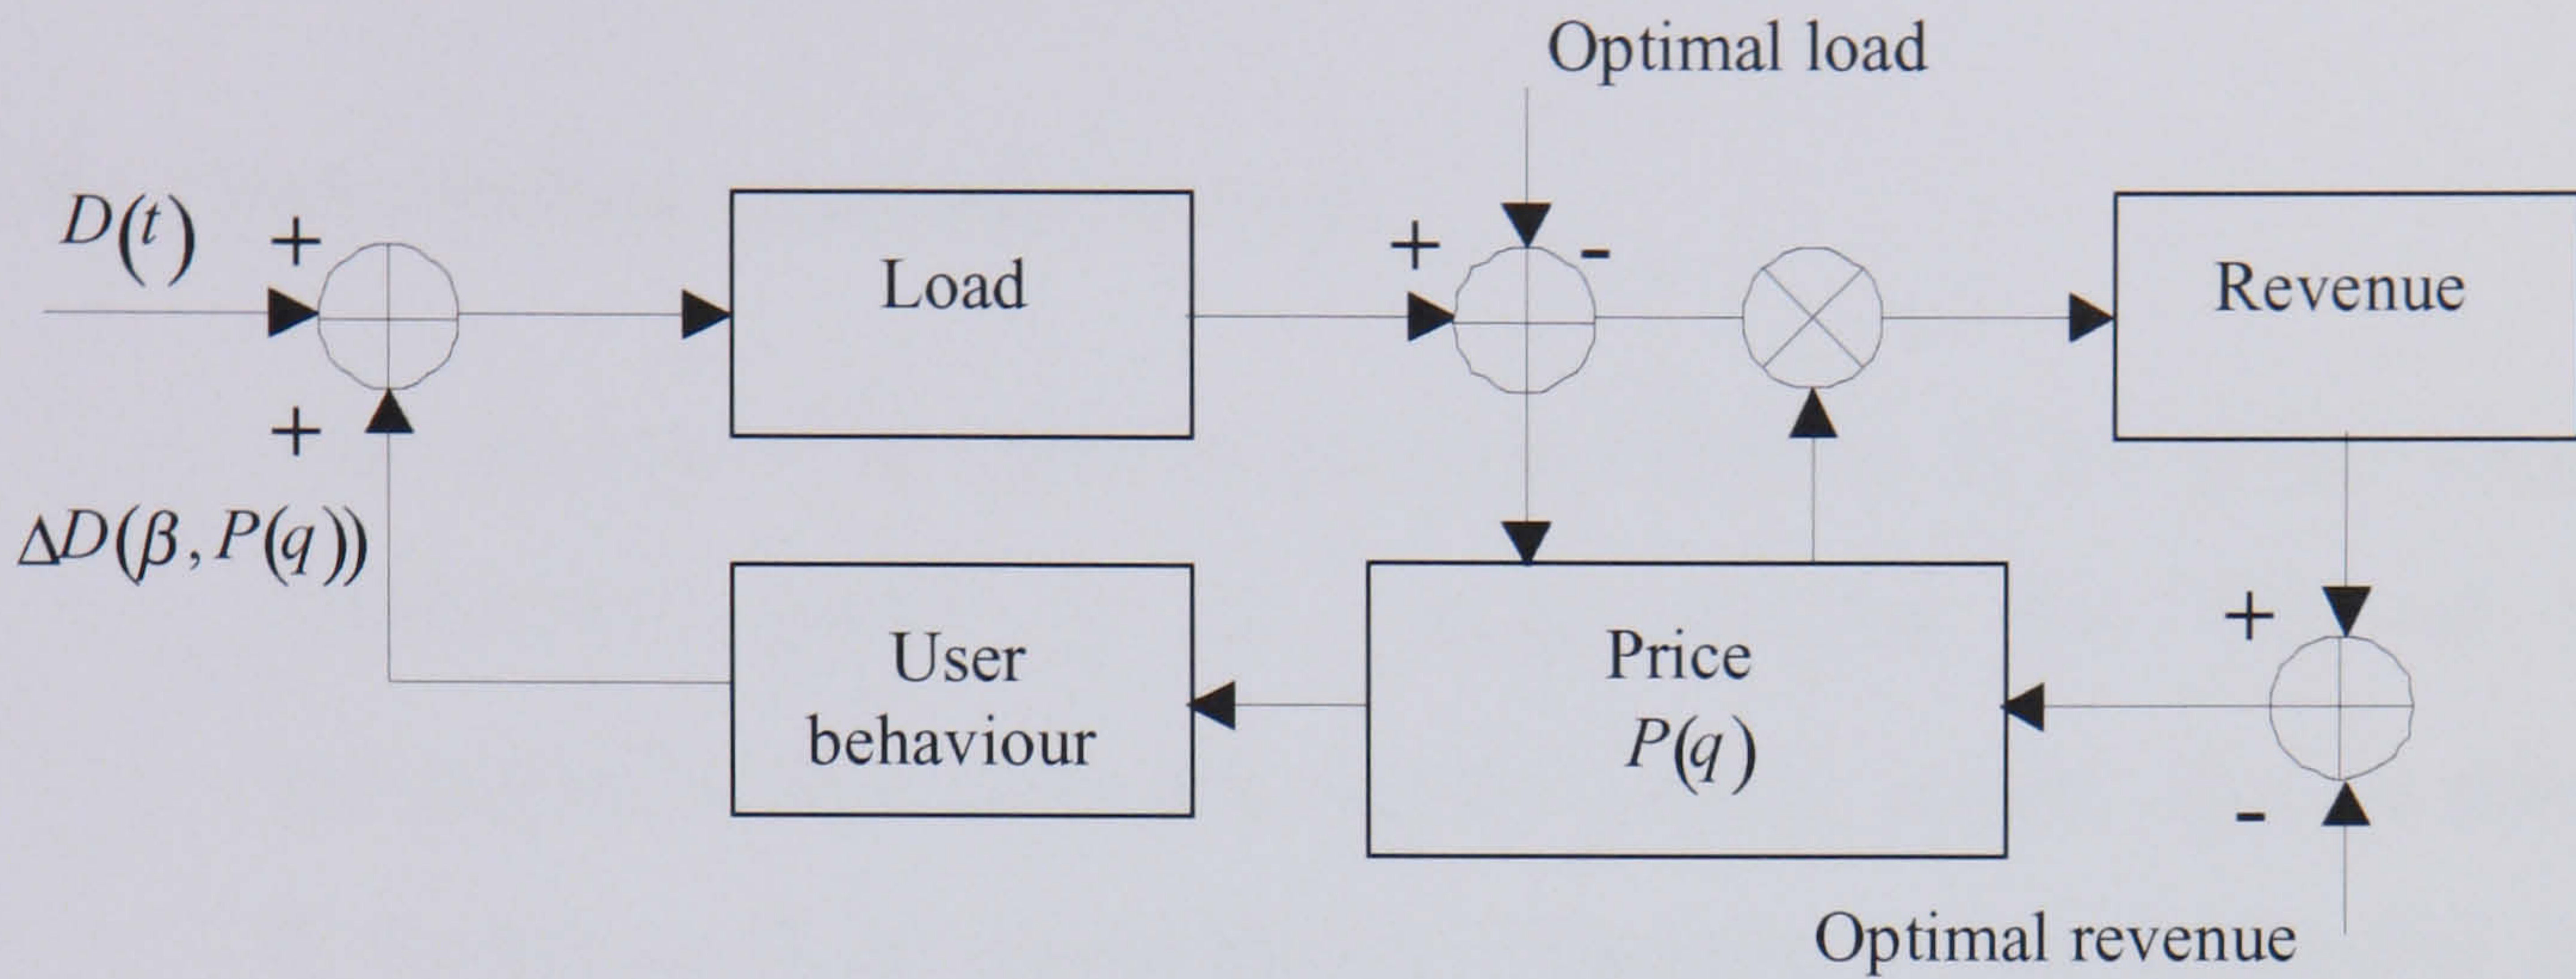 Optimal load
D(t)
+
+
-
Load
Revenue
+
ΔD(β, P(q))
User
behaviour
Price
P(q)
+
-
Optimal revenue